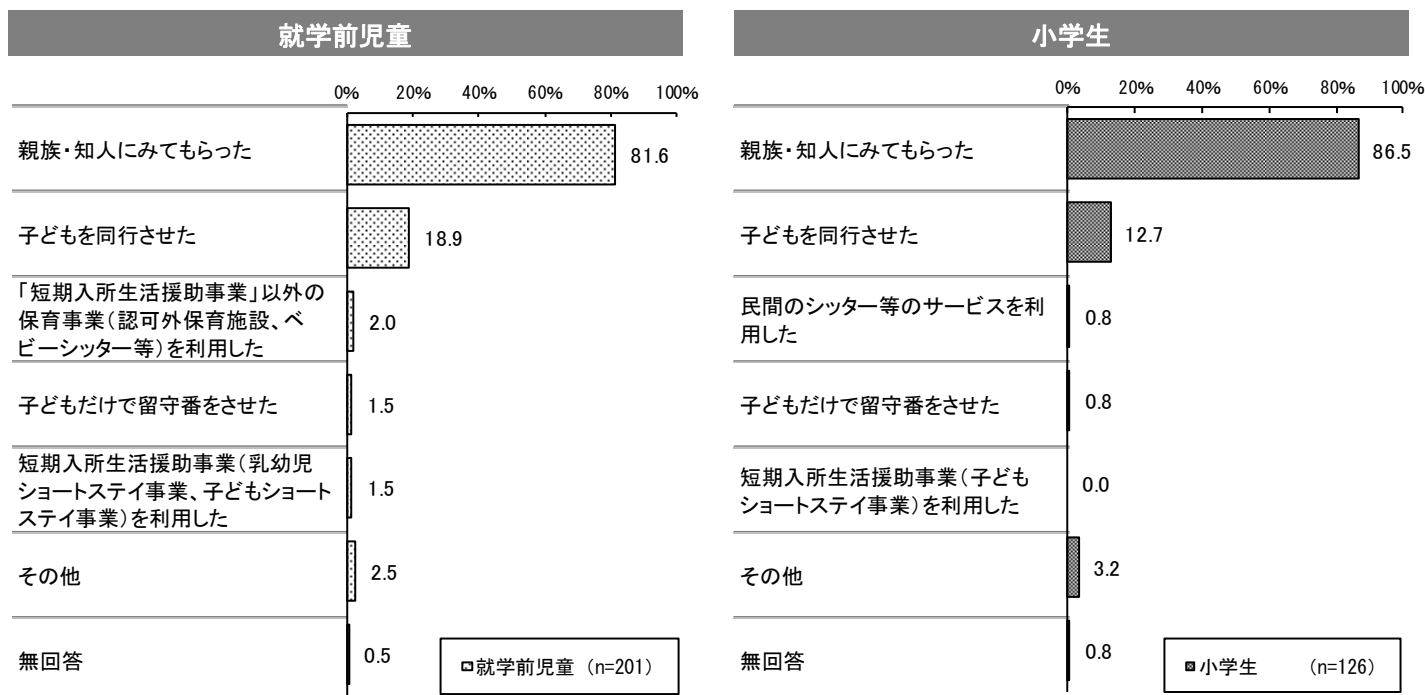 就学前児童
0% 20% 40% 60% 80% 100%
親族・知人にみてもらった
81.6
子どもを同行させた
18.9
「短期入所生活援助事業」以外の
保育事業(認可外保育施設、ベ
ビーシッター等)を利用した
2.0
子どもだけで留守番をさせた
1.5
短期入所生活援助事業(乳幼児
ショートステイ事業、子どもショート
ステイ事業)を利用した
1.5
その他
2.5
無回答
0.5
就学前児童 (n=201)
小学生
0% 20% 40% 60% 80% 100%
親族・知人にみてもらった
86.5
子どもを同行させた
12.7
民間のシッター等のサービスを利
用した
0.8
子どもだけで留守番をさせた
0.8
短期入所生活援助事業(子ども
ショートステイ事業)を利用した
0.0
その他
3.2
無回答
0.8
小学生 (n=126)